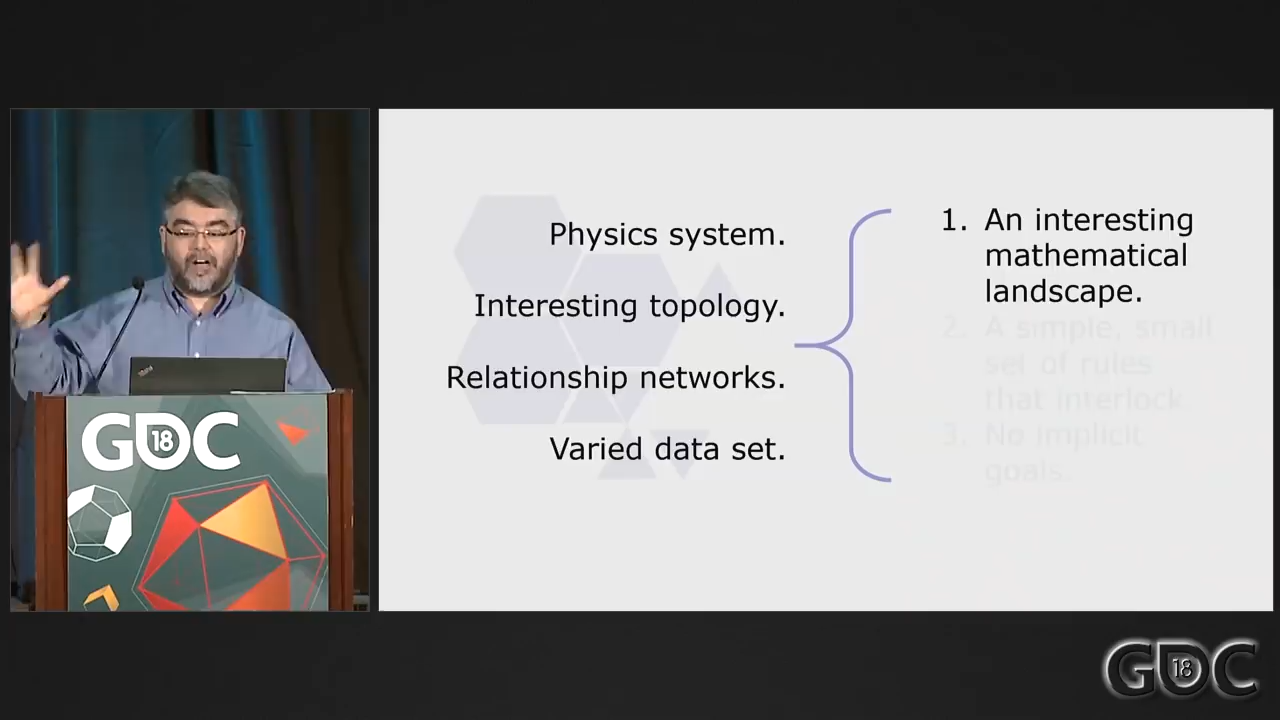 Physics system.
Interesting topology.
Relationship networks.
Varied data set.
1. An interesting
mathematical
landscape.
2. A simple, small
set of rules
that interlock.
3. No implicit
goals.
GDC
18
GDC
18